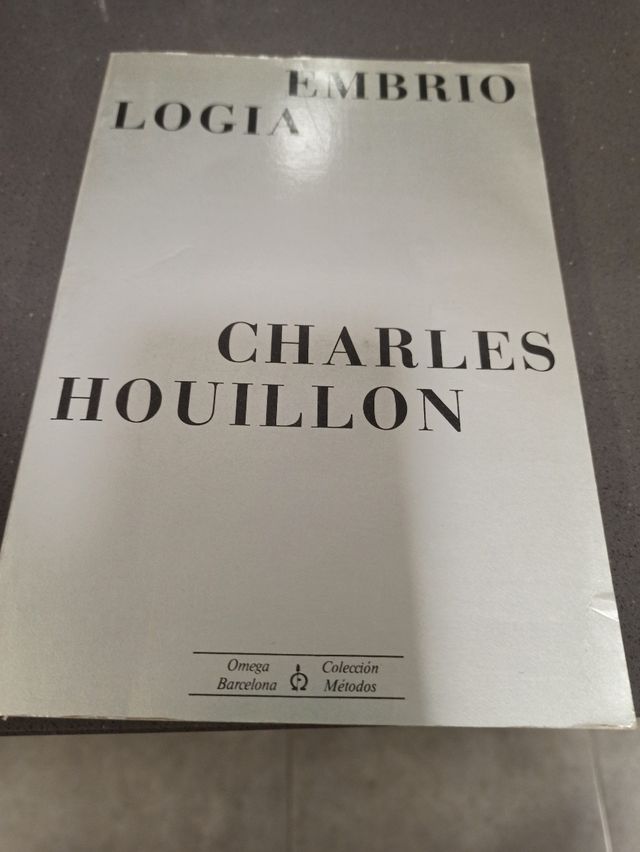 EMBRIO
LOGIA
CHARLES
HOUILLON
Omega
Barcelona
Colección
Métodos